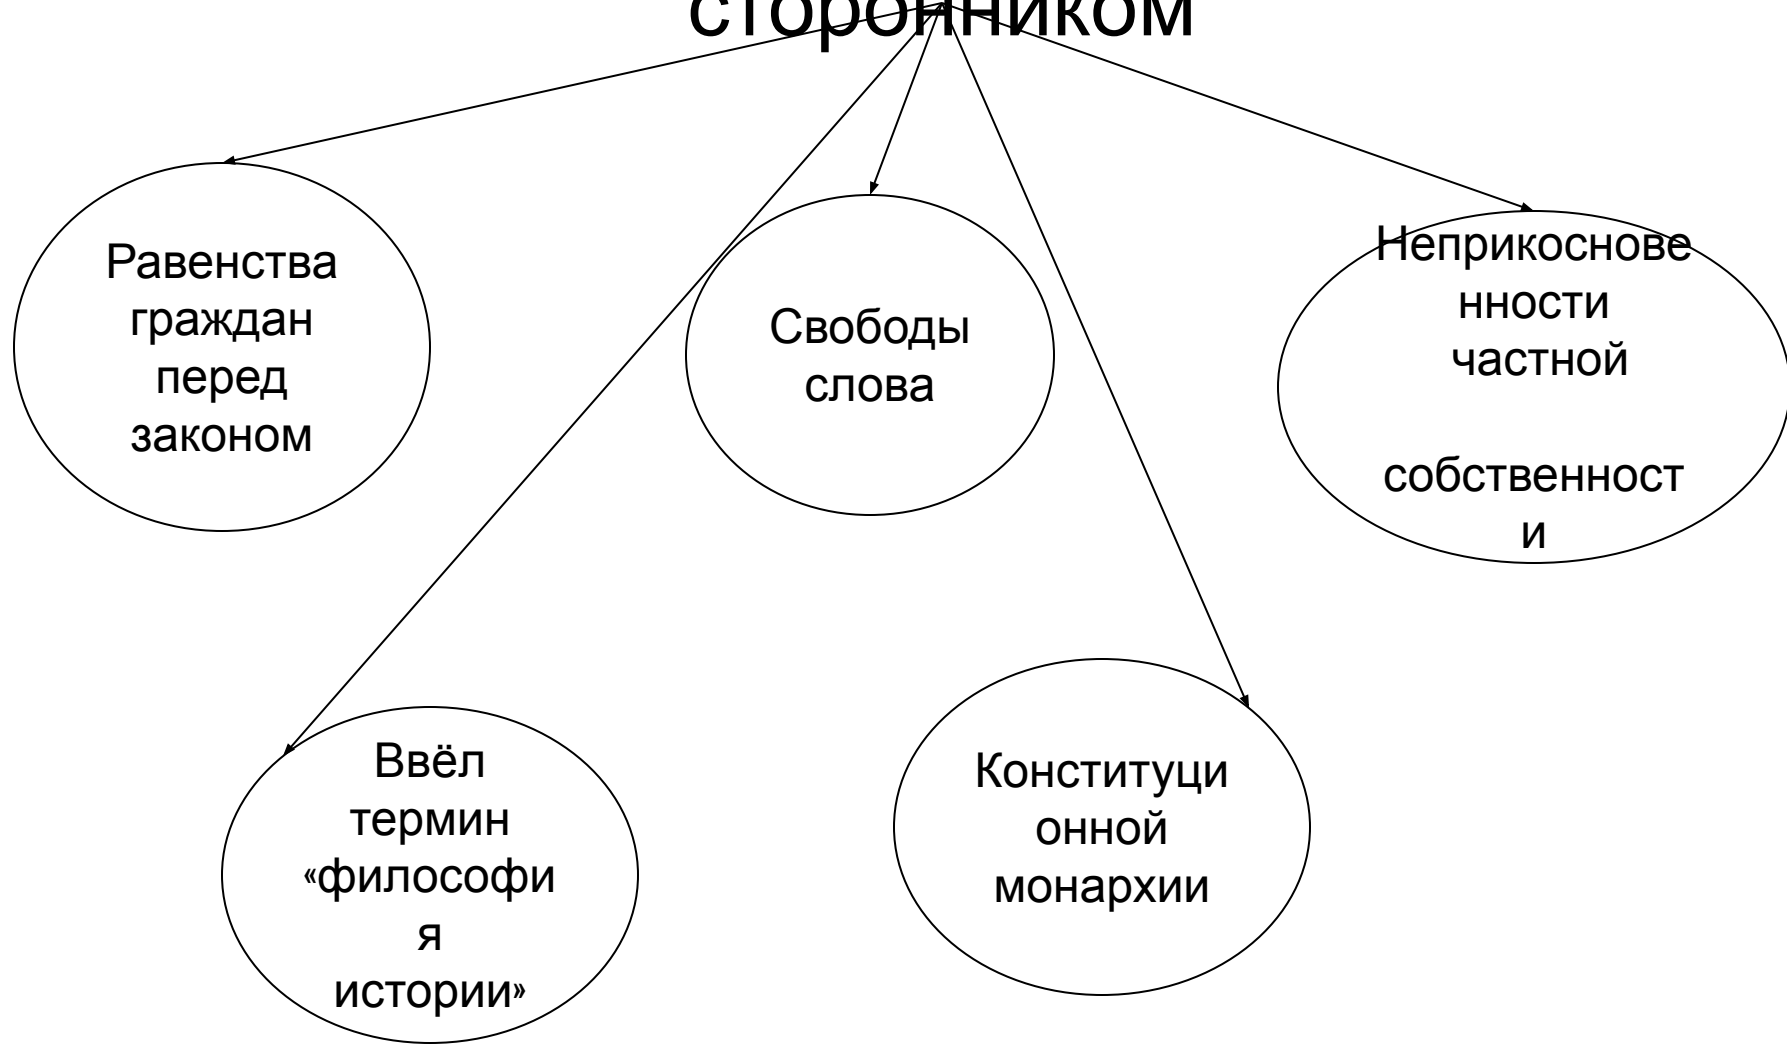 сторонником
Равенства
граждан
перед
законом
Свободы
слова
Неприкоснове
нности
частной
собственност
и
Ввёл
термин
«философи
я
истории»
Конституци
онной
монархии